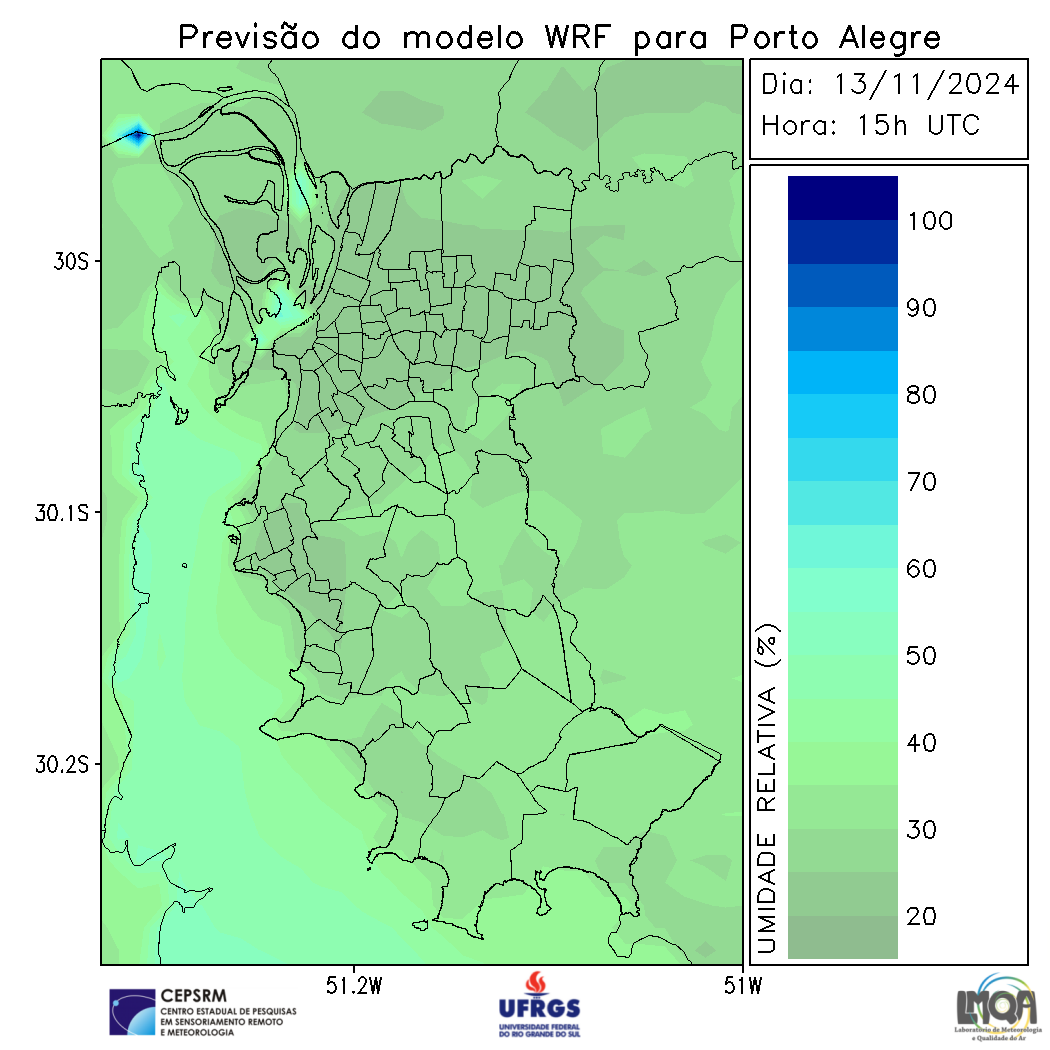 Previsão do modelo WRF para Porto Alegre
Dia: 13/11/2024
Hora: 15h UTC
30S
30.1S
30.2S
51.2W
51W
100
90
80
70
60
50
40
30
20
UMIDADE RELATIVA (%)
CEPSRM
CENTRO ESTADUAL DE PESQUISAS
EM SENSORIAMENTO REMOTO
E METEOROLOGIA
UFRGS
UNIVERSIDADE FEDERAL
DO RIO GRANDE DO SUL
LMQA
Laboratório de Meteorologia
e Qualidade do Ar